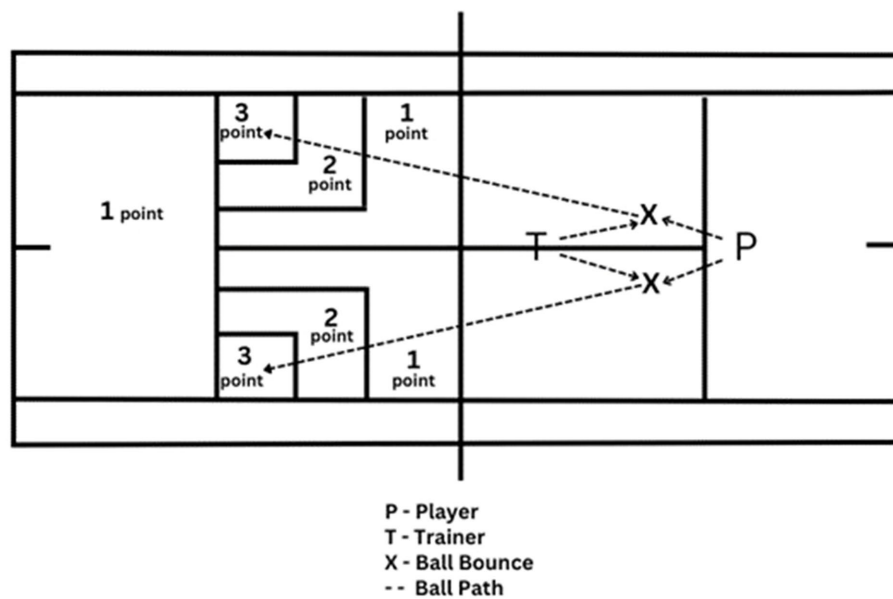 3
point
1
point
2
point
1 point
X
T
P
X
2
point
3
point
1
point
P - Player
T - Trainer
X - Ball Bounce
-- Ball Path